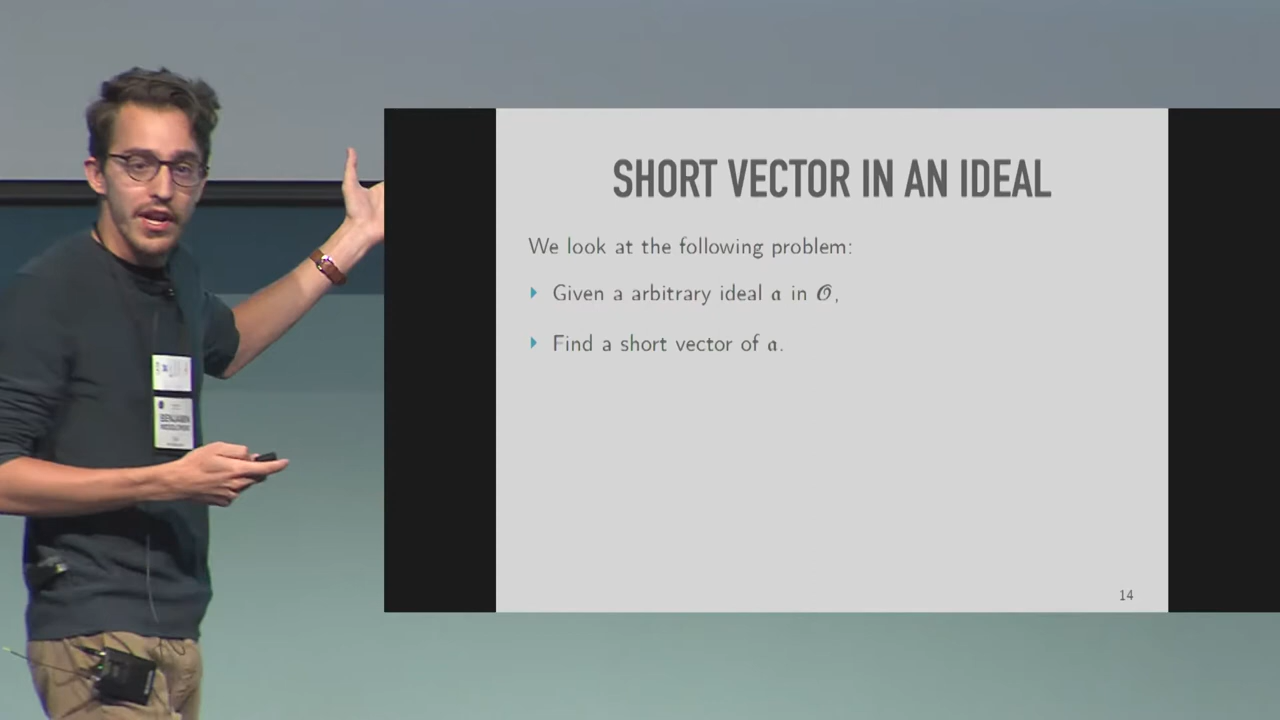 SHORT VECTOR IN AN IDEAL
We look at the following problem:
Given a arbitrary ideal 𝔞 in 𝒪,
Find a short vector of 𝔞.
14
BENJAMIN